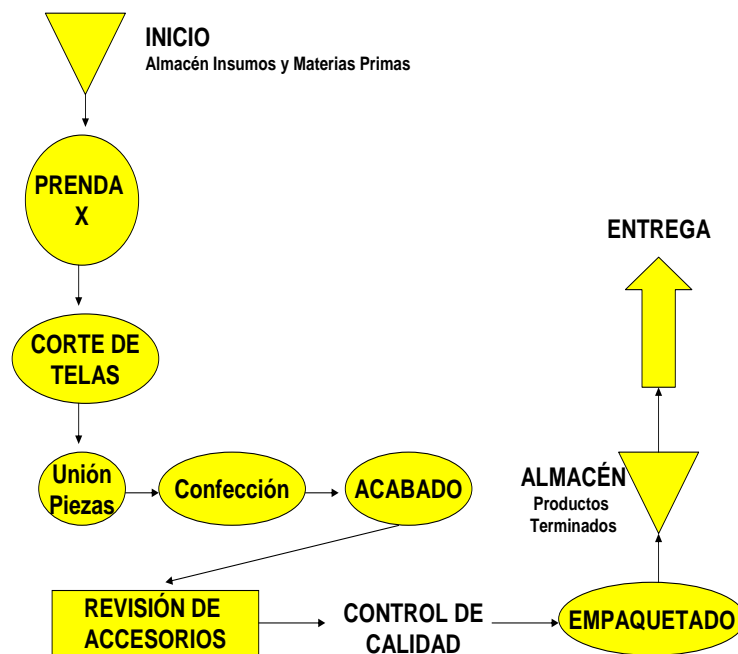 INICIO
Almacén Insumos y Materias Primas
PRENDA
X
CORTE DE
TELAS
Unión
Piezas
Confección
ACABADO
REVISIÓN DE
ACCESORIOS
CONTROL DE
CALIDAD
EMPAQUETADO
ALMACÉN
Productos
Terminados
ENTREGA